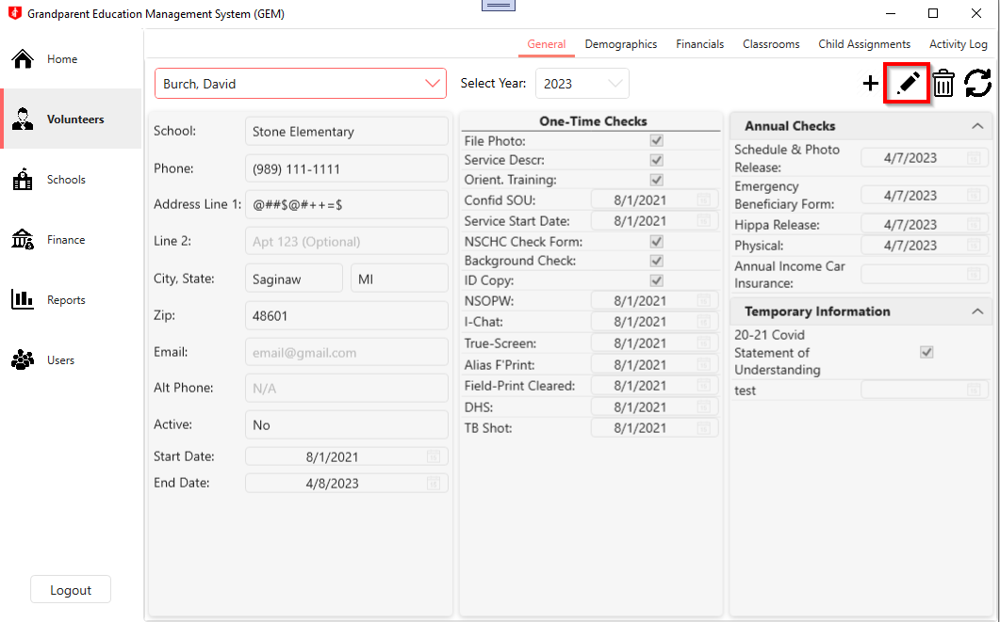 Grandparent Education Management System (GEM)
Home
Volunteers
Schools
Finance
Reports
Users
Logout
General Demographics Financials Classrooms Child Assignments Activity Log
Burch, David Select Year: 2023
School: Stone Elementary
Phone: (989) 111-1111
Address Line 1: @##$@#++=$
Line 2: Apt 123 (Optional)
City, State: Saginaw MI
Zip: 48601
Email: email@gmail.com
Alt Phone: N/A
Active: No
Start Date: 8/1/2021
End Date: 4/8/2023
One-Time Checks
File Photo:
Service Descr:
Orient. Training:
Confid SOU: 8/1/2021
Service Start Date: 8/1/2021
NSCHC Check Form:
Background Check:
ID Copy:
NSOPW: 8/1/2021
I-Chat: 8/1/2021
True-Screen: 8/1/2021
Alias F'Print: 8/1/2021
Field-Print Cleared: 8/1/2021
DHS: 8/1/2021
TB Shot: 8/1/2021
Annual Checks
Schedule & Photo
Release: 4/7/2023
Emergency
Beneficiary Form: 4/7/2023
Hippa Release: 4/7/2023
Physical: 4/7/2023
Annual Income Car
Insurance:
Temporary Information
20-21 Covid
Statement of
Understanding
test